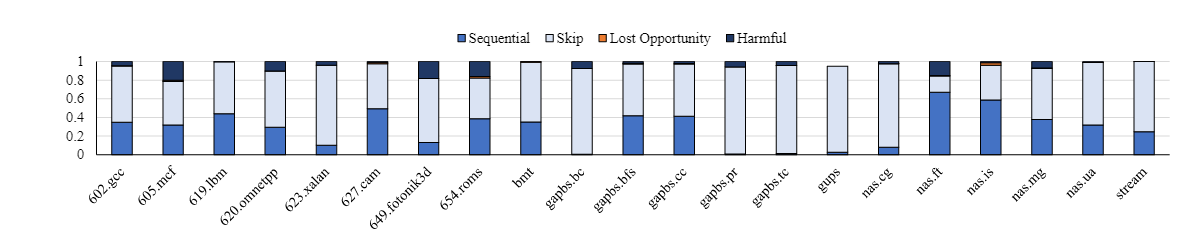 Sequential Skip Lost Opportunity Harmful
1
0.8
0.6
0.4
0.2
0
602.gcc
605.mcf
619.lbm
620.omnetpp
623.xalan
627.cam
649.fotonik3d
654.roms
bmt
gapbs.bc
gapbs.bfs
gapbs.cc
gapbs.pr
gapbs.tc
gups
nas.cg
nas.ft
nas.is
nas.mg
nas.ua
stream